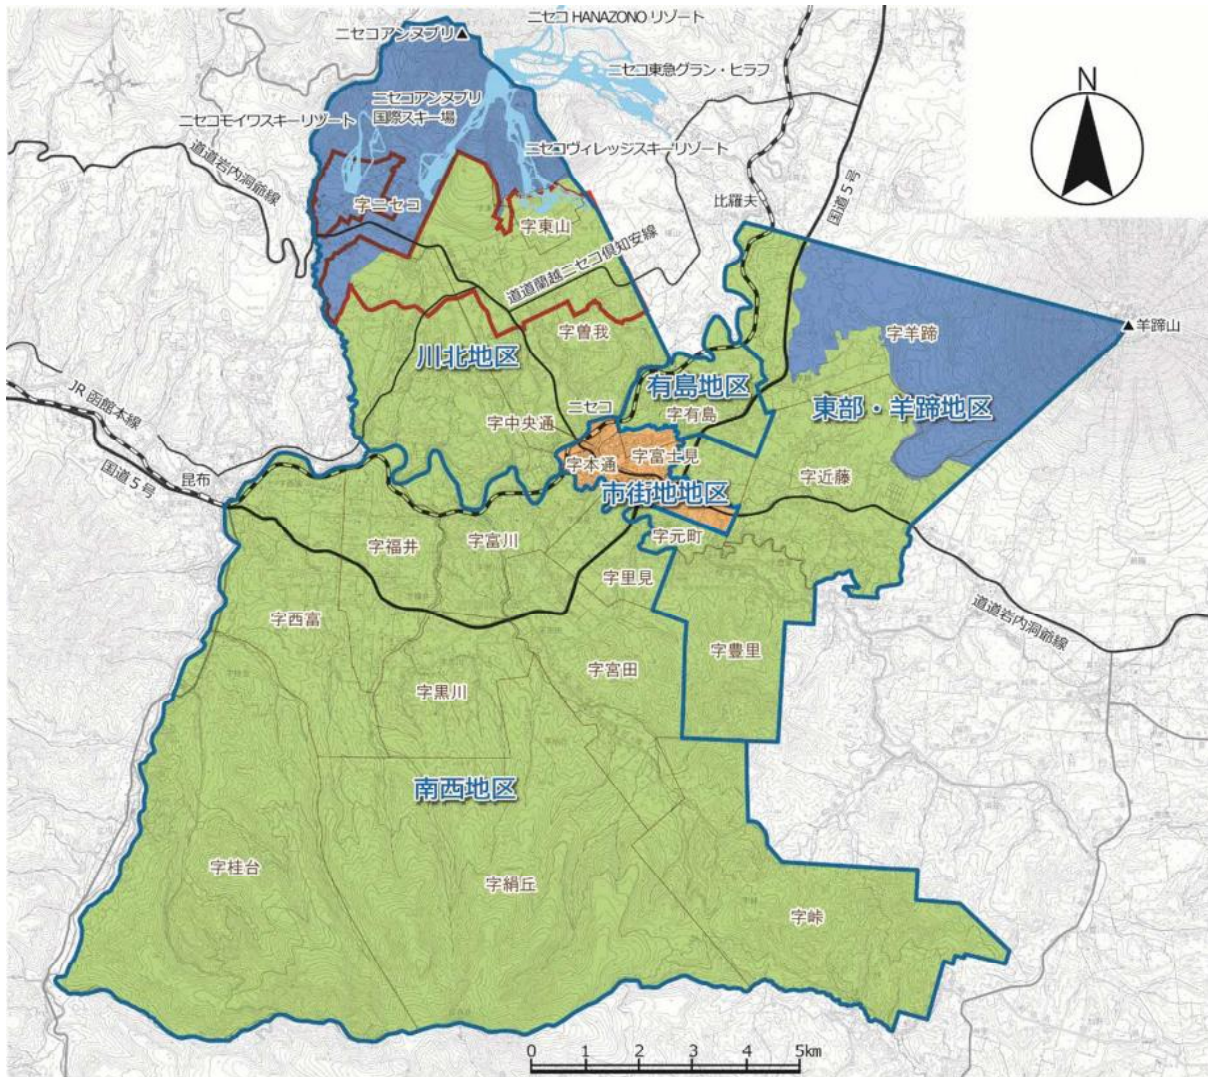 ニセコ HANAZONO リゾート
ニセコアンヌプリ▲
ニセコ東急グラン・ヒラフ
N
ニセコアンヌプリ
国際スキー場
ニセコモイワスキーリゾート
道道岩内洞爺線
ニセコヴィレッジスキーリゾート
国道5号
比羅夫
字ニセコ
字東山
道道蘭越ニセコ倶知安線
字羊蹄
▲羊蹄山
字曽我
川北地区
有島地区
JR 函館本線
ニセコ
字有島
東部・羊蹄地区
字中央通
国道5号
昆布
字本通
字富士見
字近藤
市街地地区
字福井
字富川
字元町
字里見
道道岩内洞爺線
字西富
字豊里
字宮田
字黒川
南西地区
字桂台
字絹丘
字峠
0 1 2 3 4 5km